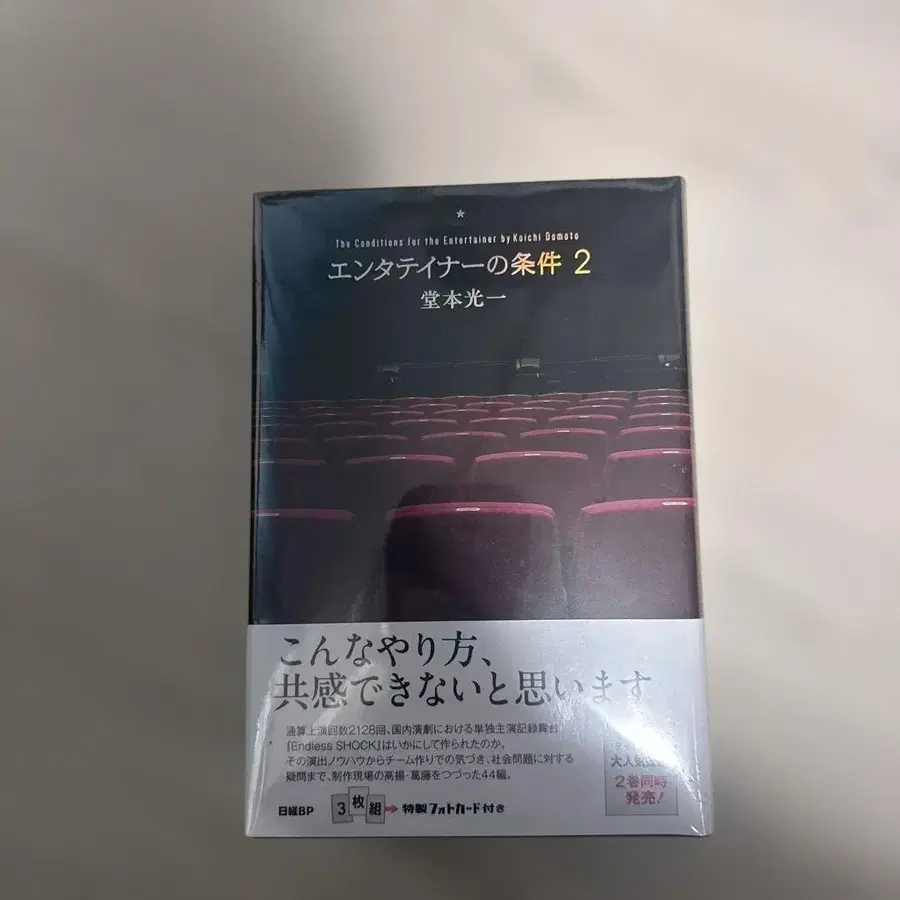 The Conditions for the Entertainer by Koichi Domoto
エンタテイナーの条件 2
堂本光一
こんなやり方、
共感できないと思います
通算上演回数2128回、国内演劇における単独主演記録舞台
『Endless SHOCK』はいかにして作られたのか。
その演出ノウハウからチーム作りでの気づき、社会問題に対する
疑問まで、制作現場の高揚・葛藤をつづった44編。
日経BP
3枚組
特製フォトカード付き
2巻同時
発売!